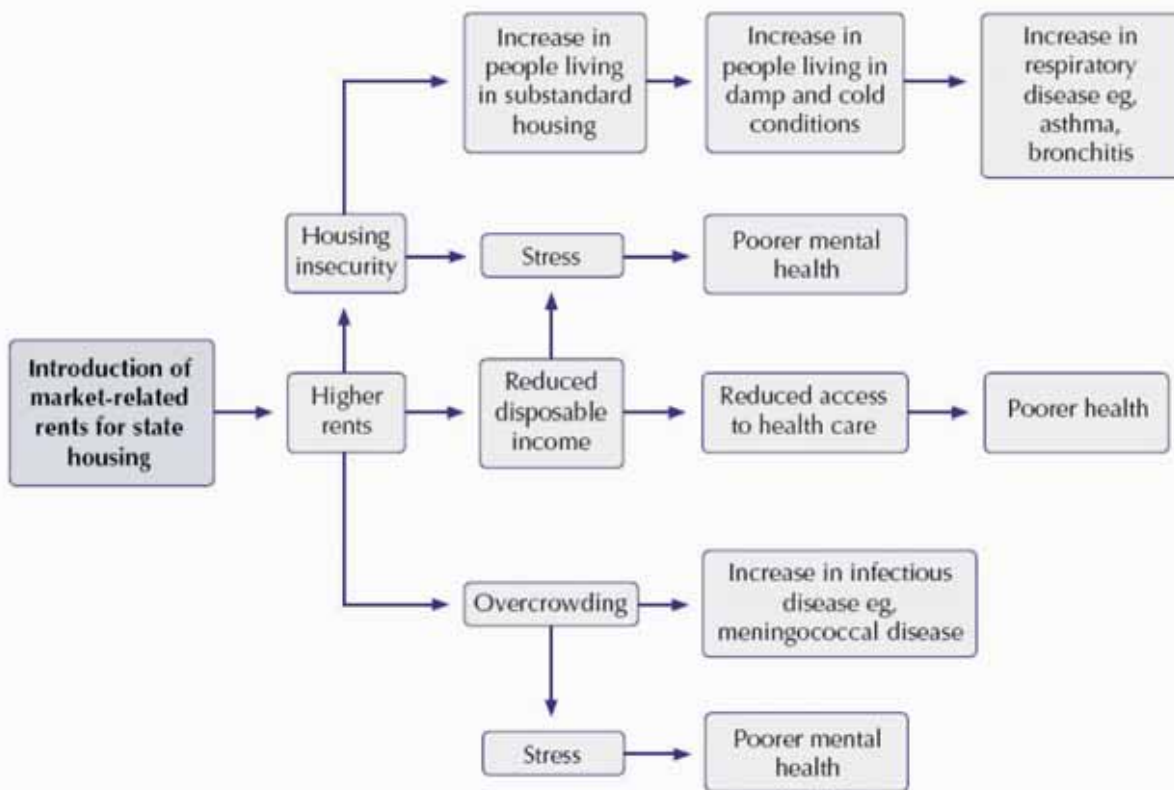 Increase in
people living
in substandard
housing
Increase in
people living in
damp and cold
conditions
Increase in
respiratory
disease eg,
asthma,
bronchitis
Housing
insecurity
Stress
Poorer mental
health
Introduction of
market-related
rents for state
housing
Higher
rents
Reduced
disposable
income
Reduced access
to health care
Poorer health
Overcrowding
Increase in infectious
disease eg,
meningococcal disease
Stress
Poorer mental
health